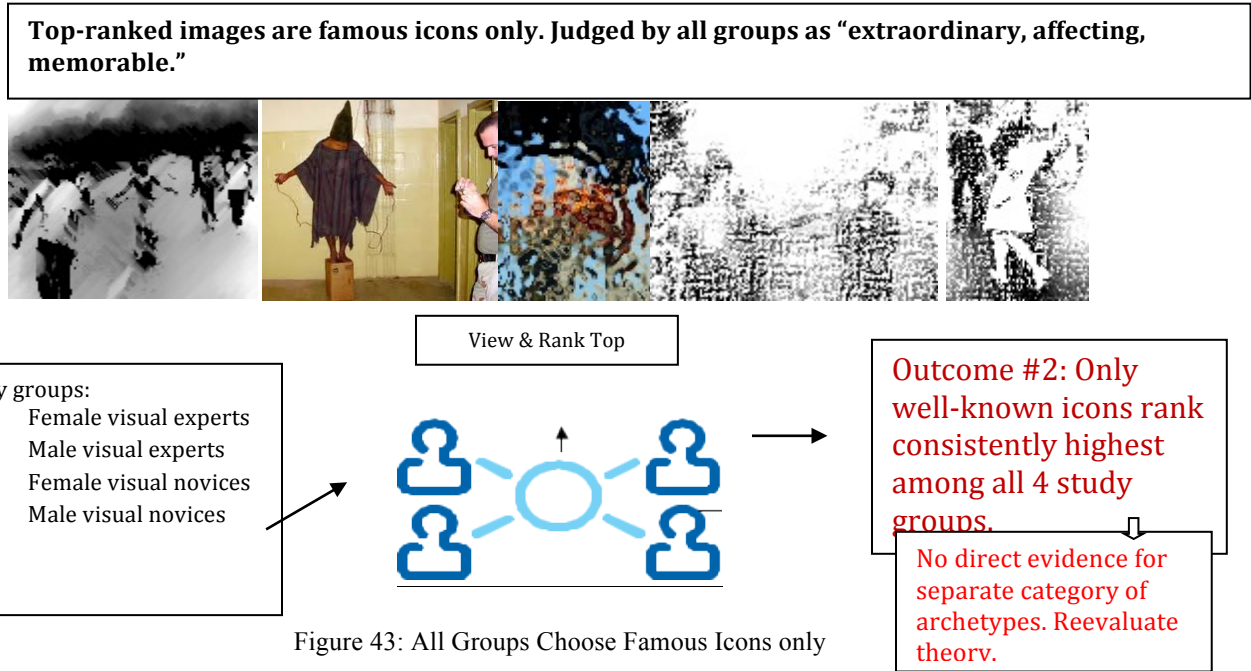 Top-ranked images are famous icons only. Judged by all groups as “extraordinary, affecting,
memorable.”
View & Rank Top
y groups:
Female visual experts
Male visual experts
Female visual novices
Male visual novices
Outcome #2: Only
well-known icons rank
consistently highest
among all 4 study
groups.
No direct evidence for
separate category of
archetypes. Reevaluate
theory.
Figure 43: All Groups Choose Famous Icons only